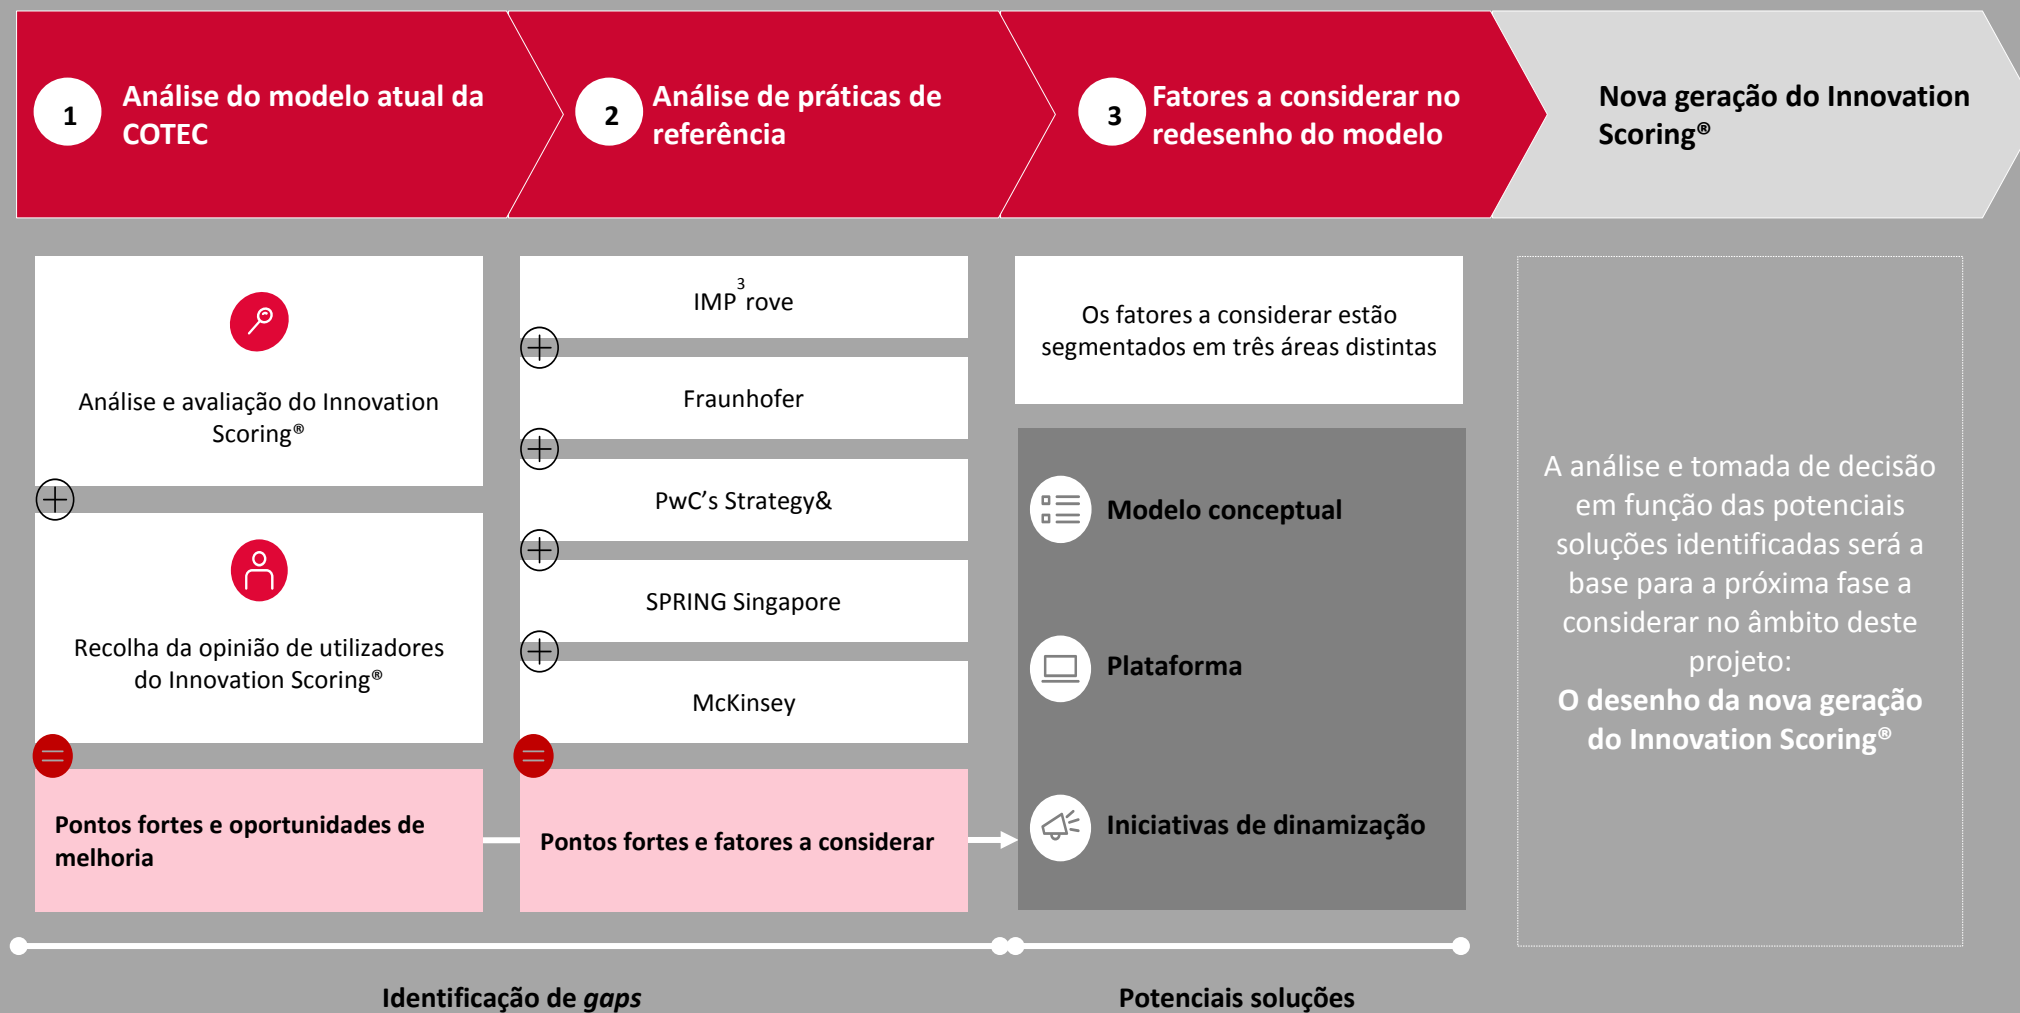 1
Análise do modelo atual da
COTEC
2
Análise de práticas de
referência
3
Fatores a considerar no
redesenho do modelo
Nova geração do Innovation
Scoring®
Análise e avaliação do Innovation
Scoring®
Recolha da opinião de utilizadores
do Innovation Scoring®
Pontos fortes e oportunidades de
melhoria
IMP³rove
Fraunhofer
PwC’s Strategy&
SPRING Singapore
McKinsey
Pontos fortes e fatores a considerar
Os fatores a considerar estão
segmentados em três áreas distintas
Modelo conceptual
Plataforma
Iniciativas de dinamização
A análise e tomada de decisão
em função das potenciais
soluções identificadas será a
base para a próxima fase a
considerar no âmbito deste
projeto:
O desenho da nova geração
do Innovation Scoring®
Identificação de gaps
Potenciais soluções